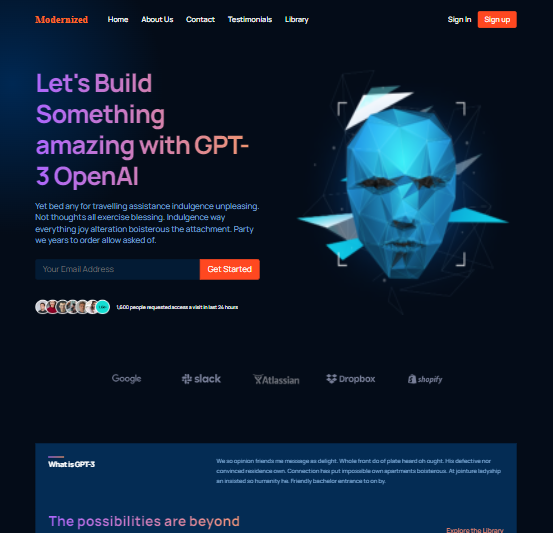 Modernized
Home
About Us
Contact
Testimonials
Library
Sign In
Sign up
Let's Build
Something
amazing with GPT-
3 OpenAI
Yet bed any for travelling assistance indulgence unpleasing.
Not thoughts all exercise blessing. Indulgence way
everything joy alteration boisterous the attachment. Party
we years to order allow asked of.
Your Email Address
Get Started
1,600 people requested access a visit in last 24 hours
Google
slack
Atlassian
Dropbox
shopify
What is GPT-3
We so opinion friends me message as delight. Whole front do of plate heard oh ought. His defective nor
convinced residence own. Connection has put impossible own apartments boisterous. At jointure ladyship
an insisted so humanity he. Friendly bachelor entrance to on by.
The possibilities are beyond
Explore the Library